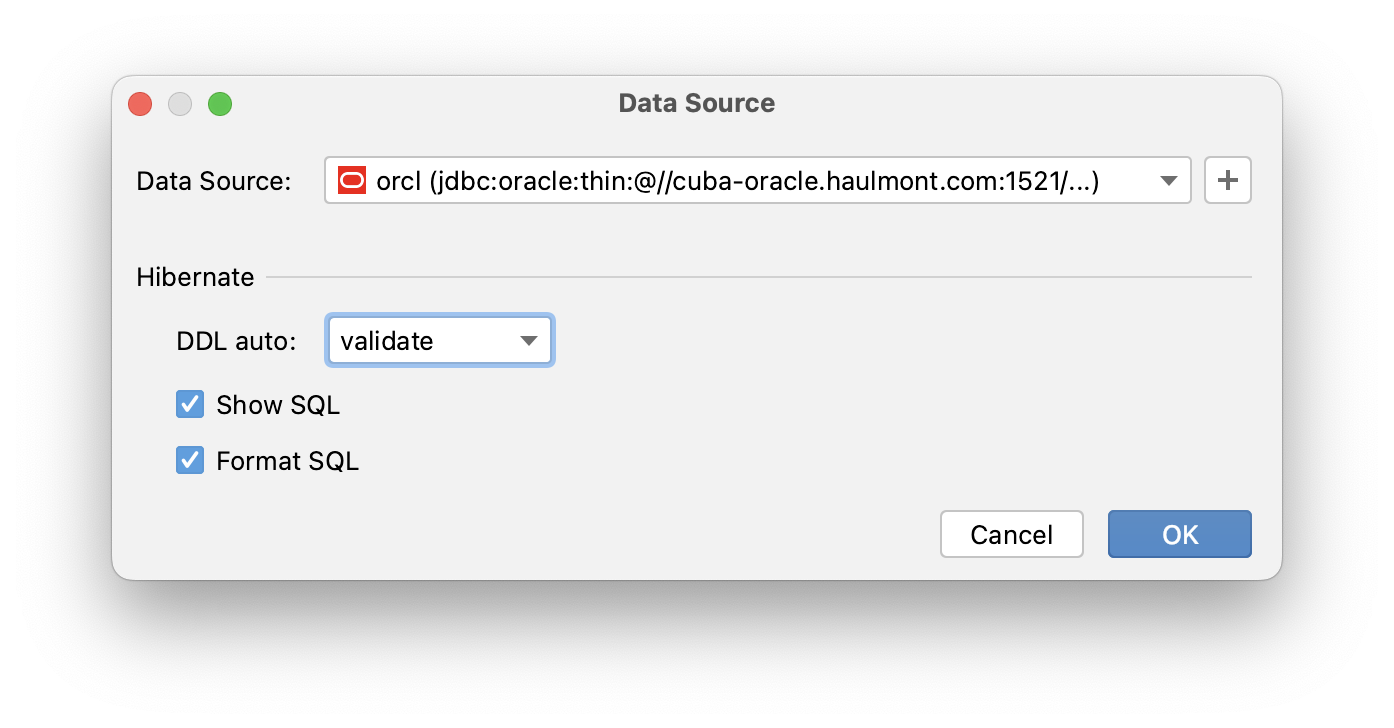 Data Source
Data Source: orcl (jdbc:oracle:thin:@//cuba-oracle.haulmont.com:1521/...)
Hibernate
DDL auto: validate
Show SQL
Format SQL
Cancel OK